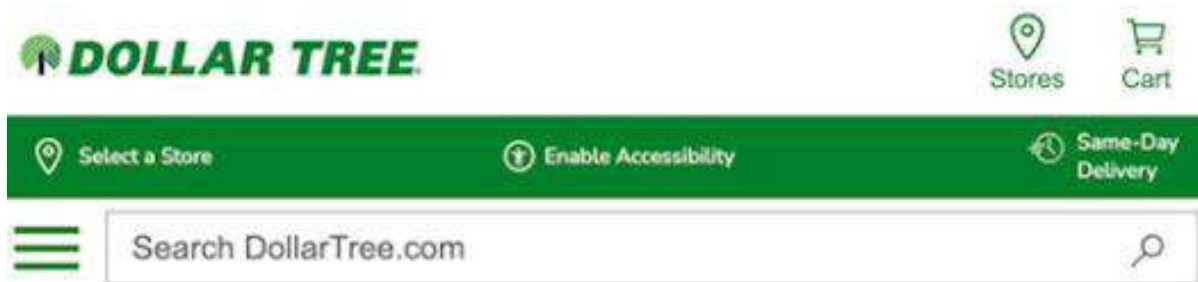 DOLLAR TREE
Stores
Cart
Select a Store
Enable Accessibility
Same-Day
Delivery
Search DollarTree.com